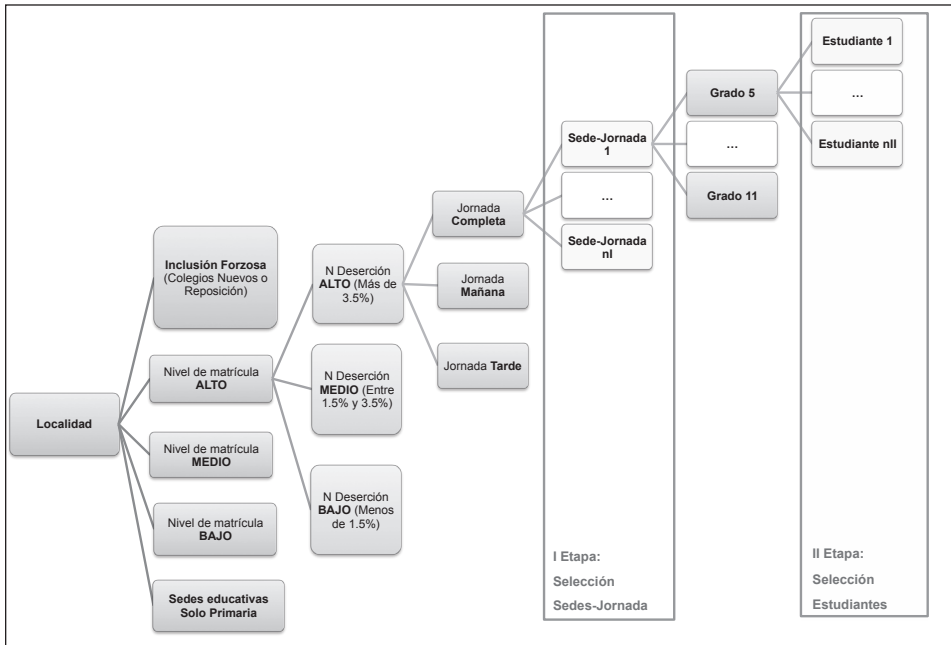 Localidad
Inclusión Forzosa
(Colegios Nuevos o
Reposición)
Nivel de matrícula
ALTO
Nivel de matrícula
MEDIO
Nivel de matrícula
BAJO
Sedes educativas
Solo Primaria
N Deserción
ALTO (Más de
3.5%)
N Deserción
MEDIO (Entre
1.5% y 3.5%)
N Deserción
BAJO (Menos
de 1.5%)
Jornada
Completa
Jornada
Mañana
Jornada Tarde
Sede-Jornada
1
...
Sede-Jornada
nI
I Etapa:
Selección
Sedes-Jornada
Grado 5
...
Grado 11
Estudiante 1
...
Estudiante nII
II Etapa:
Selección
Estudiantes